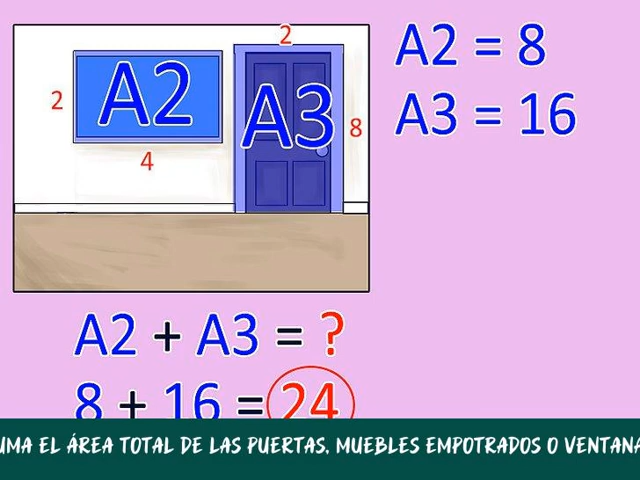 2
A2 = 8
2
A2
A3
A3 = 16
8
4
A2 + A3 = ?
8 + 16 = 24
EL ÁREA TOTAL DE LAS PUERTAS, MUEBLES EMPOTRADOS O